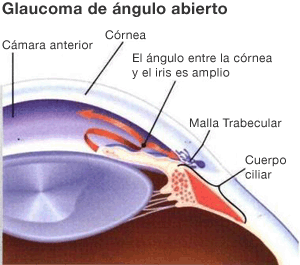 Glaucoma de ángulo abierto
Córnea
Cámara anterior
El ángulo entre la córnea
y el iris es amplio
Malla Trabecular
Cuerpo
ciliar